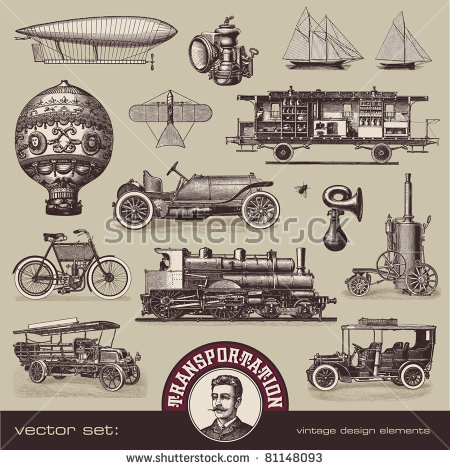 TRANSPORTATION
vector set:
vintage design elements
shutterstock
www.shutterstock.com · 81148093